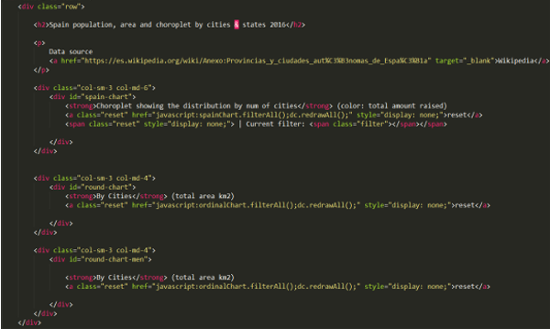 <div class="row">
<h2>Spain population, area and choroplet by cities & states 2016</h2>
<p>
Data source
<a href="https://es.wikipedia.org/wiki/Anexo:Provincias_y_ciudades_aut%C3%B3nomas_de_Espa%C3%B1a" target="_blank">Wikipedia</a>
</p>
<div class="col-sm-3 col-md-6">
<div id="spain-chart">
<strong>Choroplet showing the distribution by num of cities</strong> (color: total amount raised)
<a class="reset" href="javascript:spainChart.filterAll();dc.redrawAll();" style="display: none;">reset</a>
<span class="reset" style="display: none;"> | Current filter: <span class="filter"></span></span>
</div>
</div>
<div class="col-sm-3 col-md-4">
<div id="round-chart">
<strong>By Cities</strong> (total area km2)
<a class="reset" href="javascript:ordinalChart.filterAll();dc.redrawAll();" style="display: none;">reset</a>
</div>
</div>
<div class="col-sm-3 col-md-4">
<div id="round-chart-men">
<strong>By Cities</strong> (total area km2)
<a class="reset" href="javascript:ordinalChart.filterAll();dc.redrawAll();" style="display: none;">reset</a>
</div>
</div>
</div>